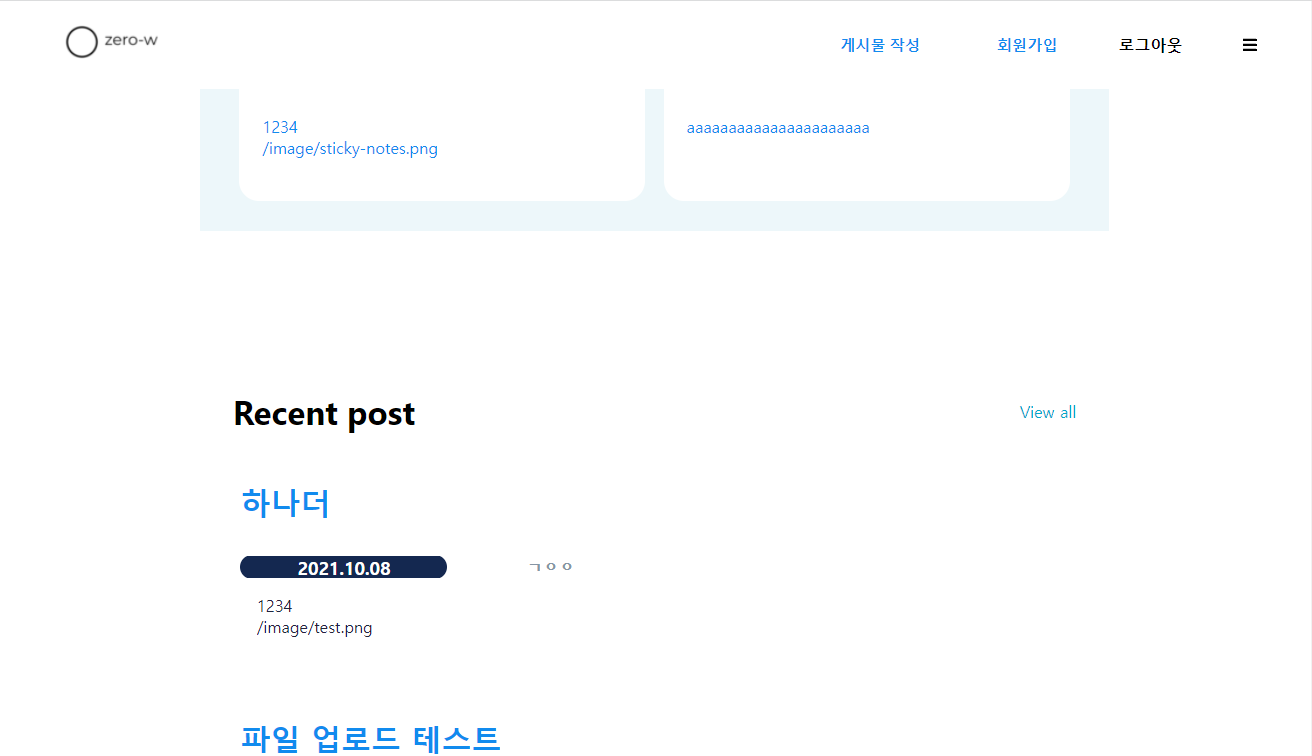 zero-w
게시물 작성
회원가입
로그아웃
1234
/image/sticky-notes.png
aaaaaaaaaaaaaaaaaaaaaa
Recent post
View all
하나더
2021.10.08
ㄱㅇㅇ
1234
/image/test.png
파일 업로드 테스트